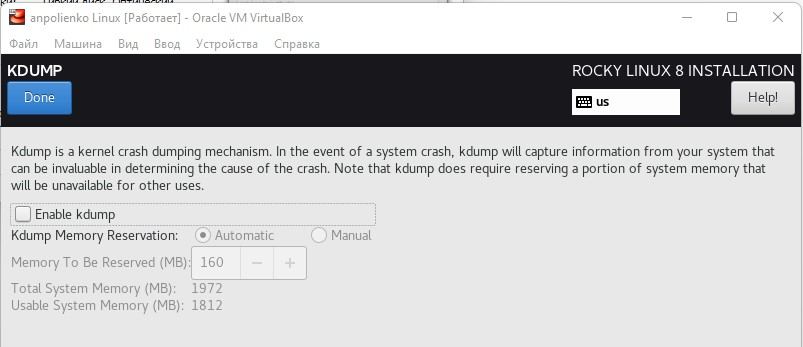 anpolienko Linux [Работает] - Oracle VM VirtualBox
Файл Машина Вид Ввод Устройства Справка
KDUMP
ROCKY LINUX 8 INSTALLATION
Done
us
Help!
Kdump is a kernel crash dumping mechanism. In the event of a system crash, kdump will capture information from your system that
can be invaluable in determining the cause of the crash. Note that kdump does require reserving a portion of system memory that
will be unavailable for other uses.
Enable kdump
Kdump Memory Reservation: Automatic Manual
Memory To Be Reserved (MB): 160 − +
Total System Memory (MB): 1972
Usable System Memory (MB): 1812